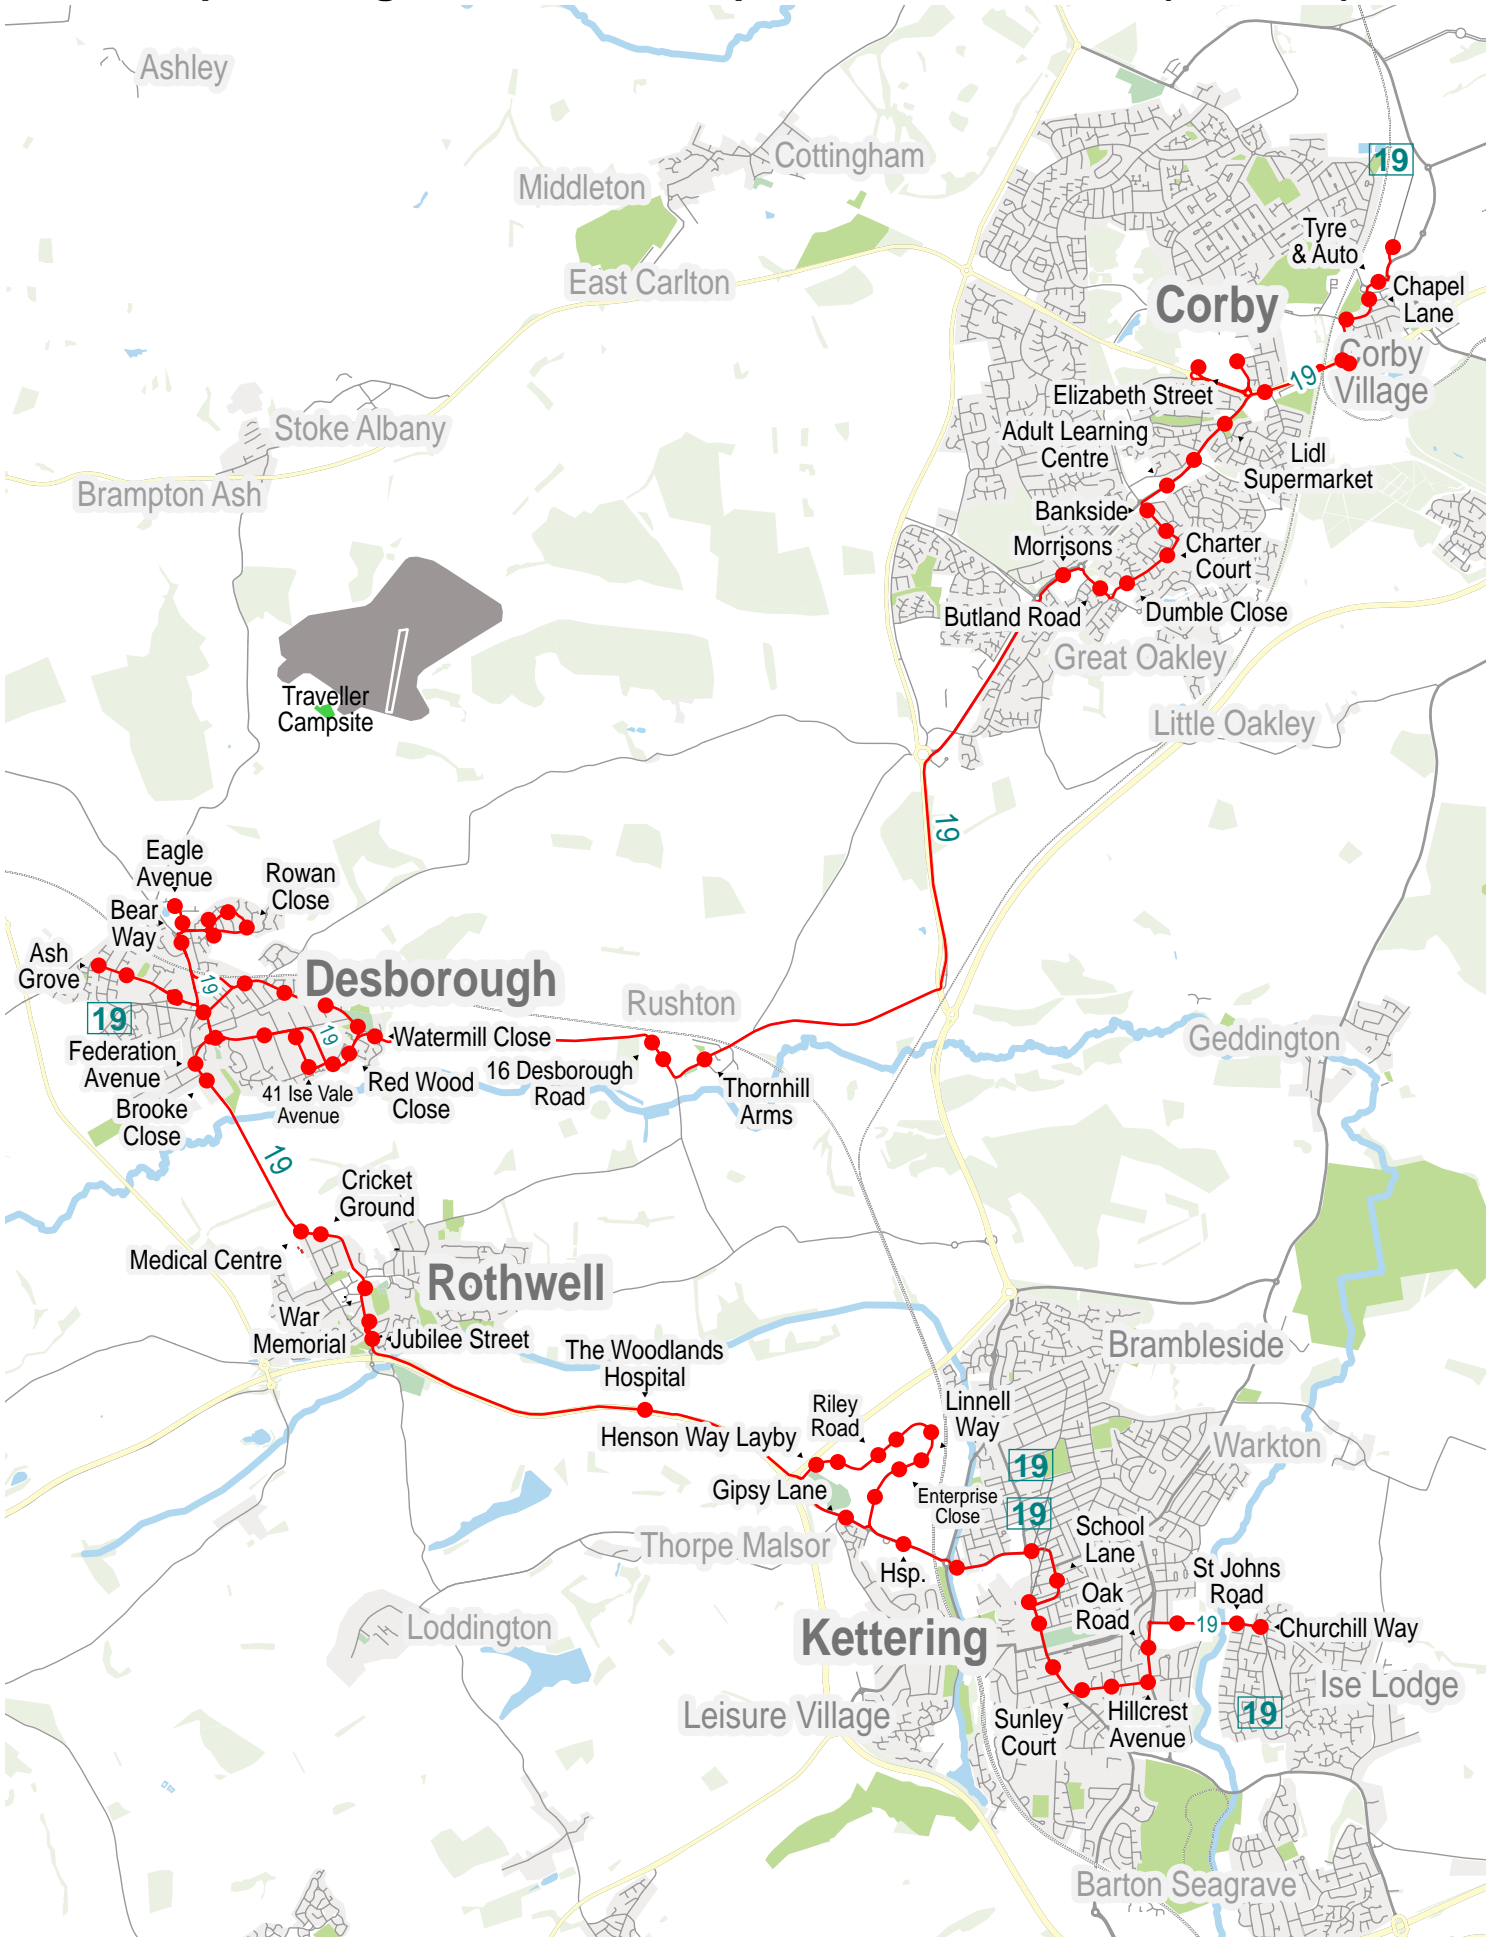 Ashley
Cottingham
Middleton
19
Tyre
& Auto
East Carlton
Chapel
Lane
Corby
Corby
Village
19
Elizabeth Street
Stoke Albany
Adult Learning
Centre
Lidl
Supermarket
Brampton Ash
Bankside
Morrisons
Charter
Court
Butland Road
Dumble Close
Great Oakley
Traveller
Campsite
Little Oakley
19
Eagle
Avenue
Rowan
Close
Bear
Way
Ash
Grove
Desborough
19
19
Rushton
19
Watermill Close
Geddington
Federation
Avenue
16 Desborough
Road
Red Wood
Close
41 Ise Vale
Avenue
Thornhill
Arms
Brooke
Close
19
Cricket
Ground
Medical Centre
Rothwell
War
Memorial
Jubilee Street
The Woodlands
Hospital
Brambleside
Riley
Road
Linnell
Way
Henson Way Layby
Warkton
19
Gipsy Lane
Enterprise
Close
19
School
Lane
Thorpe Malsor
Hsp.
St Johns
Road
Oak
Road
Loddington
Kettering
19
Churchill Way
Ise Lodge
Leisure Village
Sunley
Court
Hillcrest
Avenue
19
Barton Seagrave